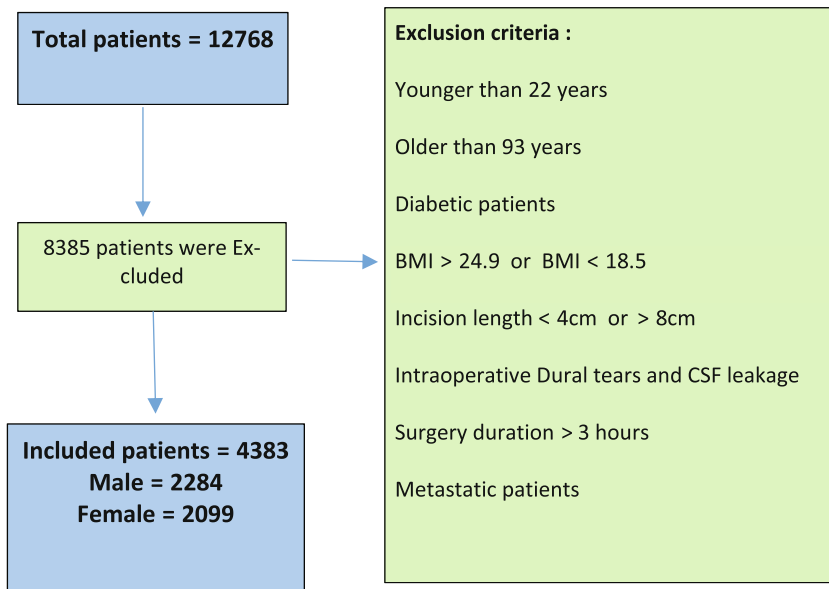 Total patients = 12768
8385 patients were Ex-
cluded
Included patients = 4383
Male = 2284
Female = 2099
Exclusion criteria :
Younger than 22 years
Older than 93 years
Diabetic patients
BMI > 24.9 or BMI < 18.5
Incision length < 4cm or > 8cm
Intraoperative Dural tears and CSF leakage
Surgery duration > 3 hours
Metastatic patients